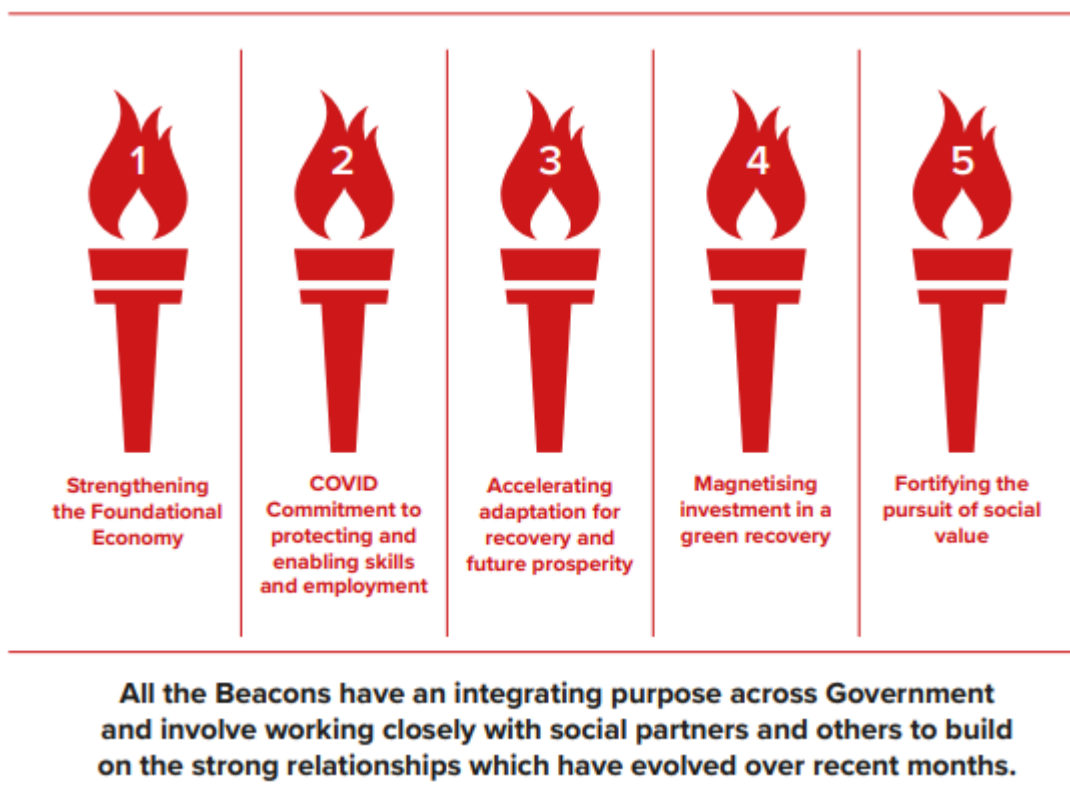 1
Strengthening
the Foundational
Economy
2
COVID
Commitment to
protecting and
enabling skills
and employment
3
Accelerating
adaptation for
recovery and
future prosperity
4
Magnetising
investment in a
green recovery
5
Fortifying the
pursuit of social
value
All the Beacons have an integrating purpose across Government
and involve working closely with social partners and others to build
on the strong relationships which have evolved over recent months.